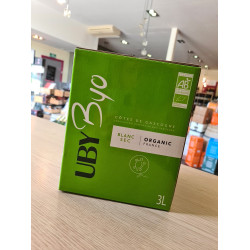 UBY Byo
AB
CÔTES DE GASCOGNE
BLANC SEC
ORGANIC
FRANCE
3L